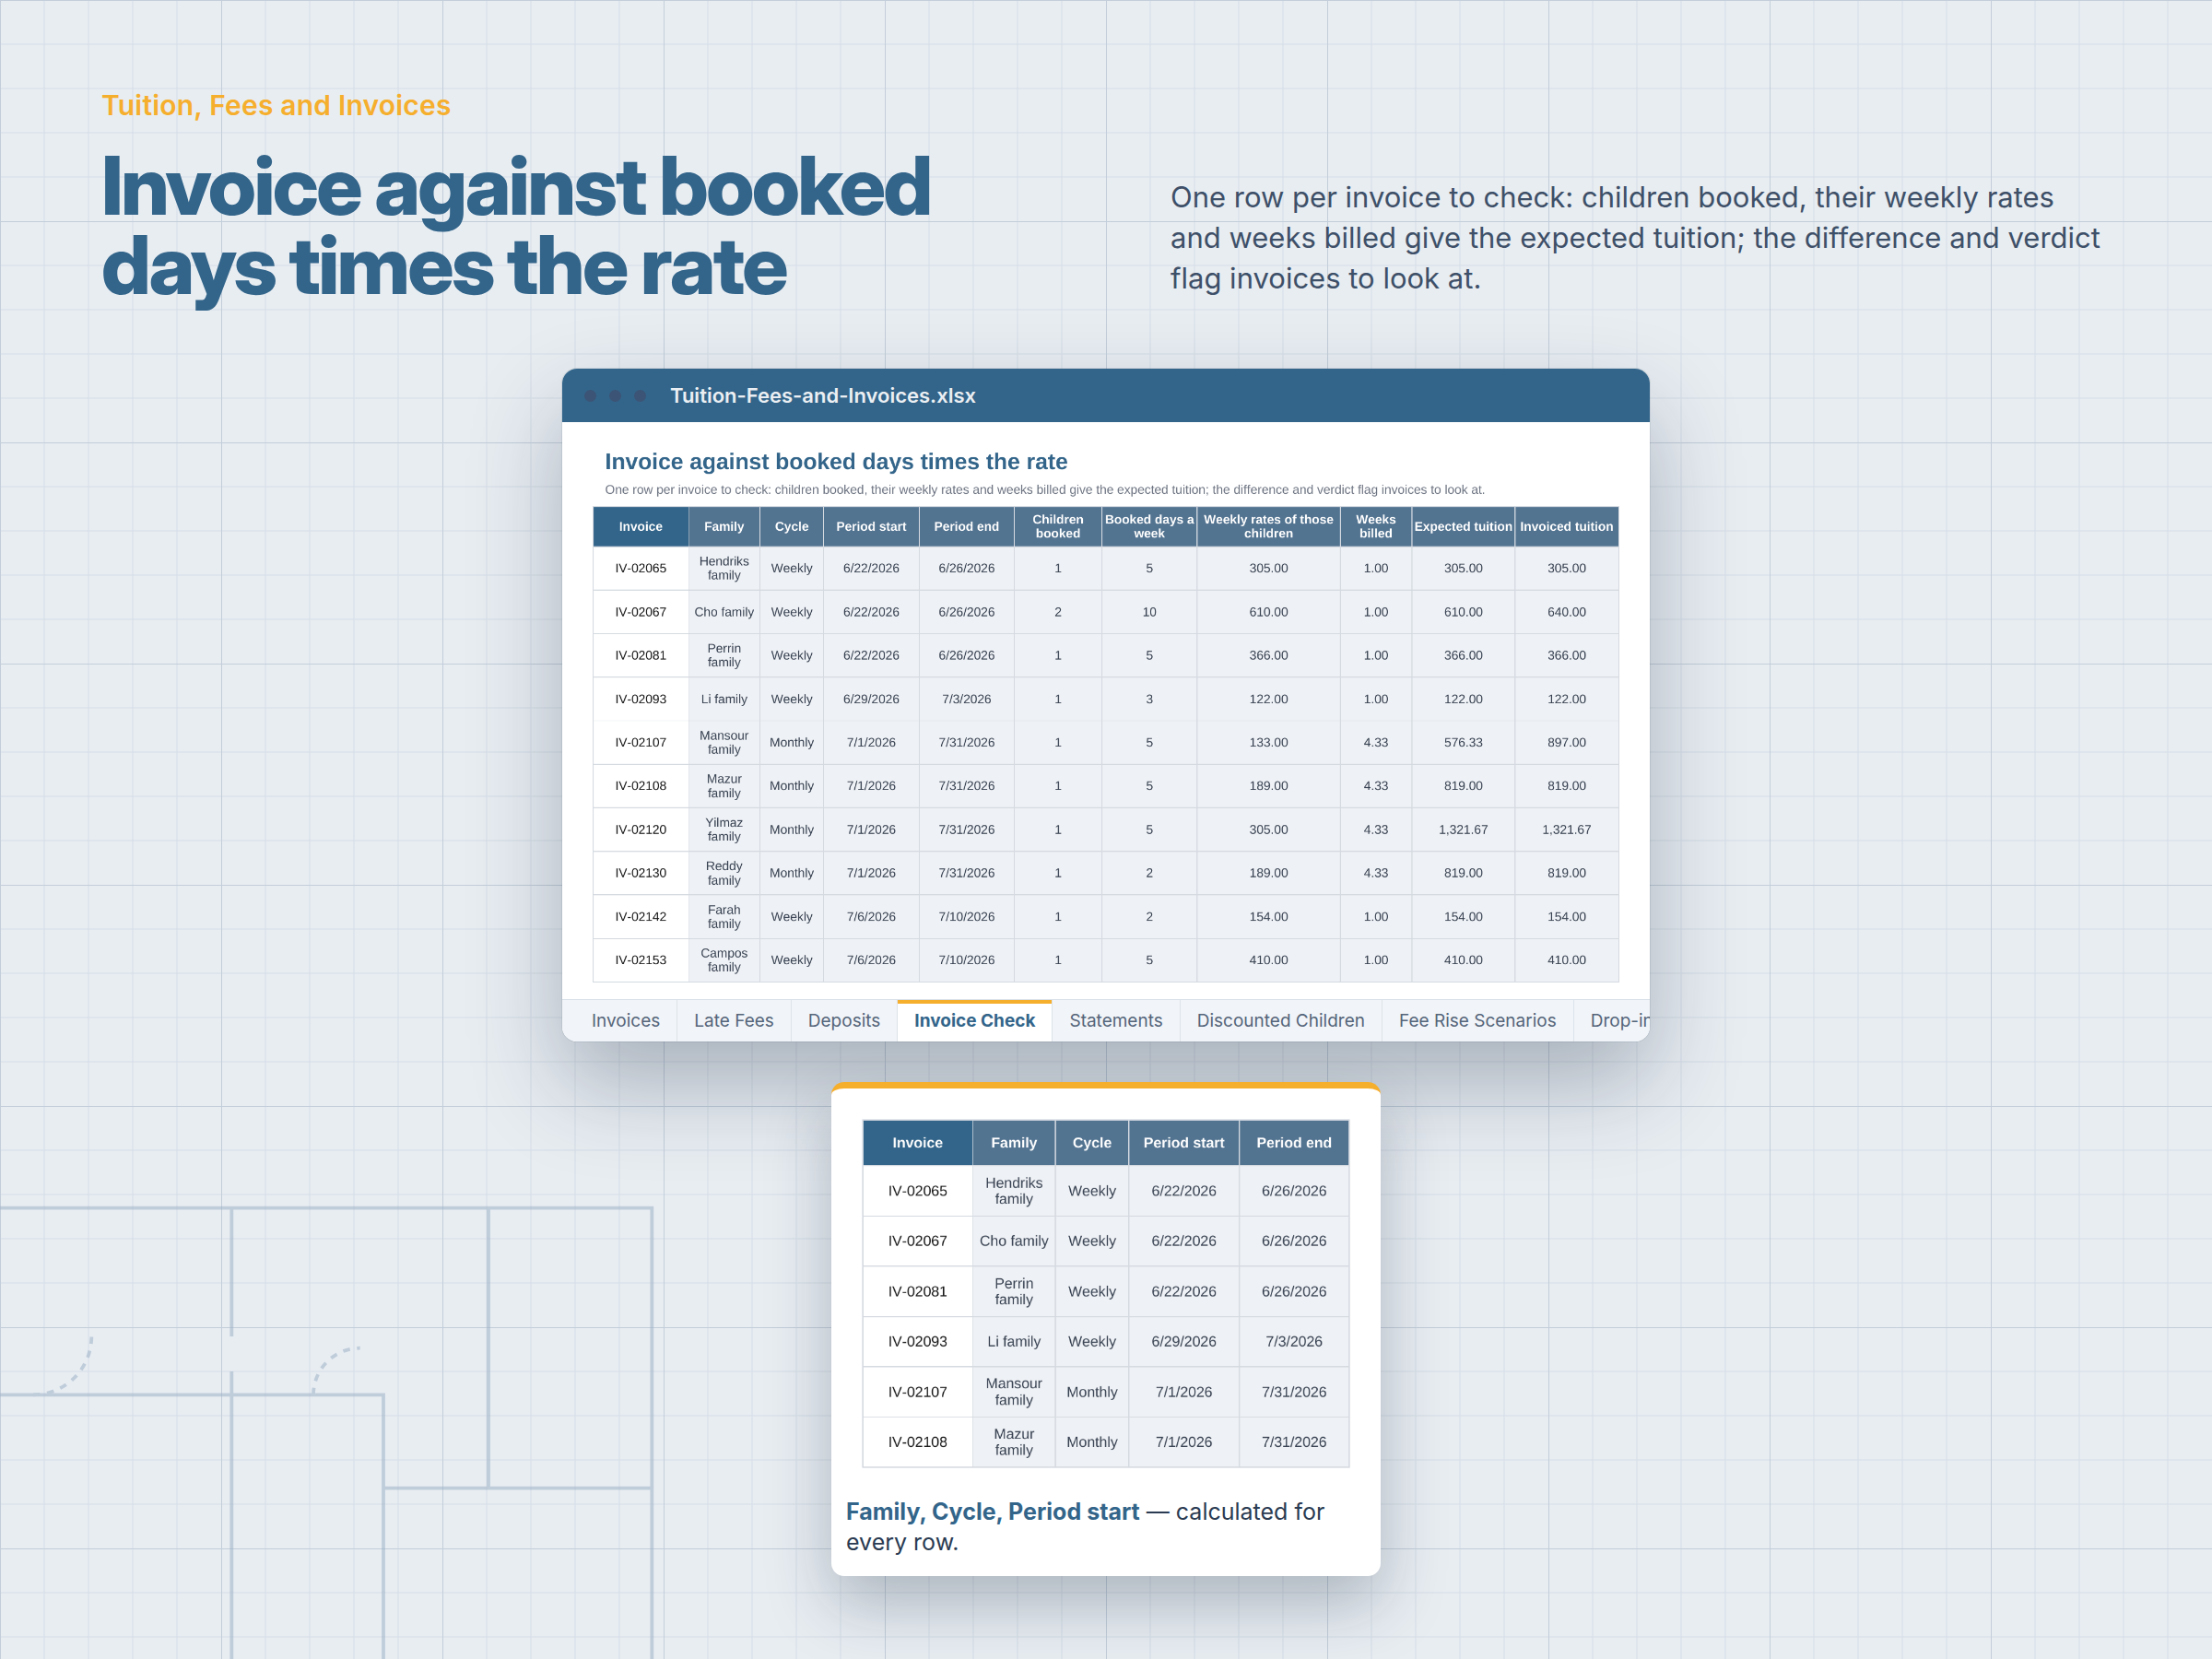 Tuition, Fees and Invoices
Invoice against booked
days times the rate
One row per invoice to check: children booked, their weekly rates
and weeks billed give the expected tuition; the difference and verdict
flag invoices to look at.
Tuition-Fees-and-Invoices.xlsx
Invoice against booked days times the rate
One row per invoice to check: children booked, their weekly rates and weeks billed give the expected tuition; the difference and verdict flag invoices to look at.
Invoice Family Cycle Period start Period end Children booked Booked days a week Weekly rates of those children Weeks billed Expected tuition Invoiced tuition
IV-02065 Hendriks family Weekly 6/22/2026 6/26/2026 1 5 305.00 1.00 305.00 305.00
IV-02067 Cho family Weekly 6/22/2026 6/26/2026 2 10 610.00 1.00 610.00 640.00
IV-02081 Perrin family Weekly 6/22/2026 6/26/2026 1 5 366.00 1.00 366.00 366.00
IV-02093 Li family Weekly 6/29/2026 7/3/2026 1 3 122.00 1.00 122.00 122.00
IV-02107 Mansour family Monthly 7/1/2026 7/31/2026 1 5 133.00 4.33 576.33 897.00
IV-02108 Mazur family Monthly 7/1/2026 7/31/2026 1 5 189.00 4.33 819.00 819.00
IV-02120 Yilmaz family Monthly 7/1/2026 7/31/2026 1 5 305.00 4.33 1,321.67 1,321.67
IV-02130 Reddy family Monthly 7/1/2026 7/31/2026 1 2 189.00 4.33 819.00 819.00
IV-02142 Farah family Weekly 7/6/2026 7/10/2026 1 2 154.00 1.00 154.00 154.00
IV-02153 Campos family Weekly 7/6/2026 7/10/2026 1 5 410.00 1.00 410.00 410.00
Invoices Late Fees Deposits Invoice Check Statements Discounted Children Fee Rise Scenarios Drop-in
Invoice Family Cycle Period start Period end
IV-02065 Hendriks family Weekly 6/22/2026 6/26/2026
IV-02067 Cho family Weekly 6/22/2026 6/26/2026
IV-02081 Perrin family Weekly 6/22/2026 6/26/2026
IV-02093 Li family Weekly 6/29/2026 7/3/2026
IV-02107 Mansour family Monthly 7/1/2026 7/31/2026
IV-02108 Mazur family Monthly 7/1/2026 7/31/2026
Family, Cycle, Period start — calculated for
every row.